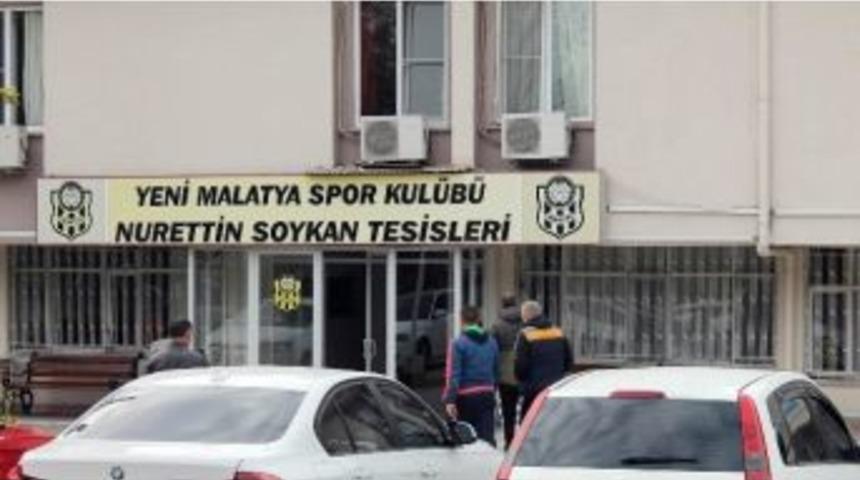 YENİ MALATYA SPOR KULÜBÜ
NURETTİN SOYKAN TESİSLERİ